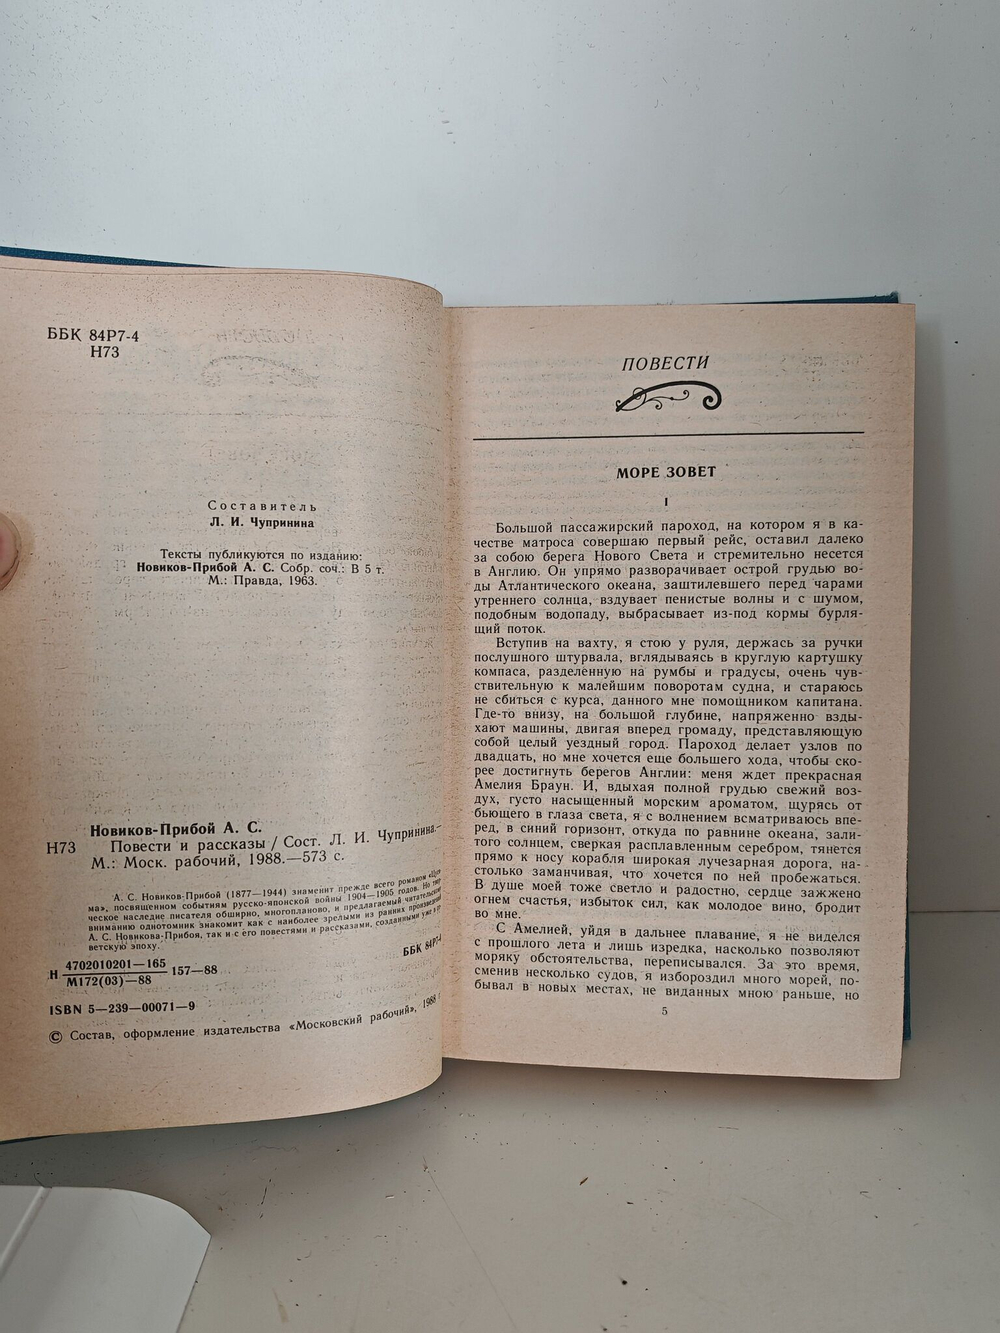 ББК 84Р7-4
Н73
Составитель
Л. И. Чупринина
Тексты публикуются по изданию:
Новиков-Прибой А. С. Собр. соч.: В 5 т.
М.: Правда, 1963.
Новиков-Прибой А. С.
Н73 Повести и рассказы / Сост. Л. И. Чупринина.—
М.: Моск. рабочий, 1988.—573 с.
А. С. Новиков-Прибой (1877—1944) знаменит прежде всего романом
ма», посвященном событиям русско-японской войны 1904—1905 годов. Но
ческое наследие писателя обширно, многопланово, и предлагаемый
вниманию однотомник знакомит как с наиболее зрелыми из ранних
А. С. Новикова-Прибоя, так и с его повестями и рассказами, созданными уже в
ветскую эпоху.
ББК 84Р7-4
Н 4702010201—165 157—88
М172(03)—88
ISBN 5—239—00071—9
© Состав, оформление издательства «Московский рабочий», 1988
ПОВЕСТИ
МОРЕ ЗОВЕТ
I
Большой пассажирский пароход, на котором я в ка-
честве матроса совершаю первый рейс, оставил далеко
за собою берега Нового Света и стремительно несется
в Англию. Он упрямо разворачивает острой грудью во-
ды Атлантического океана, заштилевшего перед чарами
утреннего солнца, вздувает пенистые волны и с шумом,
подобным водопаду, выбрасывает из-под кормы бурля-
щий поток.
Вступив на вахту, я стою у руля, держась за ручки
послушного штурвала, вглядываясь в круглую картушку
компаса, разделенную на румбы и градусы, очень чув-
ствительную к малейшим поворотам судна, и стараюсь
не сбиться с курса, данного мне помощником капитана.
Где-то внизу, на большой глубине, напряженно взды-
хают машины, двигая вперед громаду, представляющую
собой целый уездный город. Пароход делает узлов по
двадцать, но мне хочется еще большего хода, чтобы ско-
рее достигнуть берегов Англии: меня ждет прекрасная
Амелия Браун. И, вдыхая полной грудью свежий воз-
дух, густо насыщенный морским ароматом, щурясь от
бьющего в глаза света, я с волнением всматриваюсь впе-
ред, в синий горизонт, откуда по равнине океана, зали-
того солнцем, сверкая расплавленным серебром, тянется
прямо к носу корабля широкая лучезарная дорога, на-
столько заманчивая, что хочется по ней пробежаться.
В душе моей тоже светло и радостно, сердце зажжено
огнем счастья, избыток сил, как молодое вино, бродит
во мне.
С Амелией, уйдя в дальнее плавание, я не виделся
с прошлого лета и лишь изредка, насколько позволяют
моряку обстоятельства, переписывался. За это время,
сменив несколько судов, я избороздил много морей, по-
бывал в новых местах, не виданных мною раньше, но
5